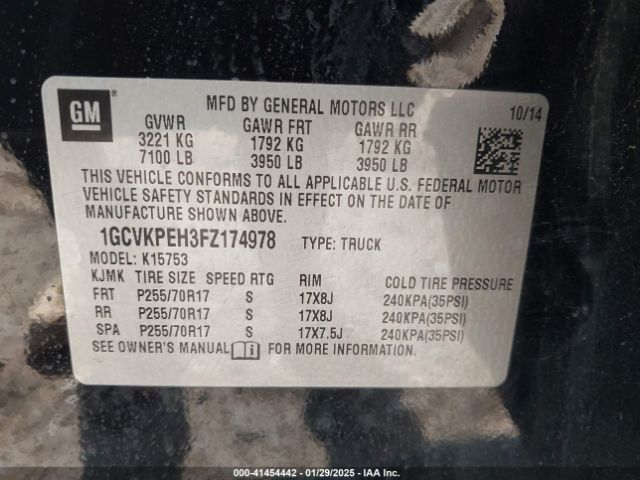 GM
MFD BY GENERAL MOTORS LLC
10/14
GVWR GAWR FRT GAWR RR
3221 KG 1792 KG 1792 KG
7100 LB 3950 LB 3950 LB
THIS VEHICLE CONFORMS TO ALL APPLICABLE U.S. FEDERAL MOTOR
VEHICLE SAFETY STANDARDS IN EFFECT ON THE DATE OF
MANUFACTURE SHOWN ABOVE.
1GCVKPEH3FZ174978 TYPE: TRUCK
MODEL: K15753
KJMK TIRE SIZE SPEED RTG RIM COLD TIRE PRESSURE
FRT P255/70R17 S 17X8J 240KPA(35PSI)
RR P255/70R17 S 17X8J 240KPA(35PSI)
SPA P255/70R17 S 17X7.5J 240KPA(35PSI)
SEE OWNER'S MANUAL FOR MORE INFORMATION.
000-41454442 - 01/29/2025 - IAA Inc.